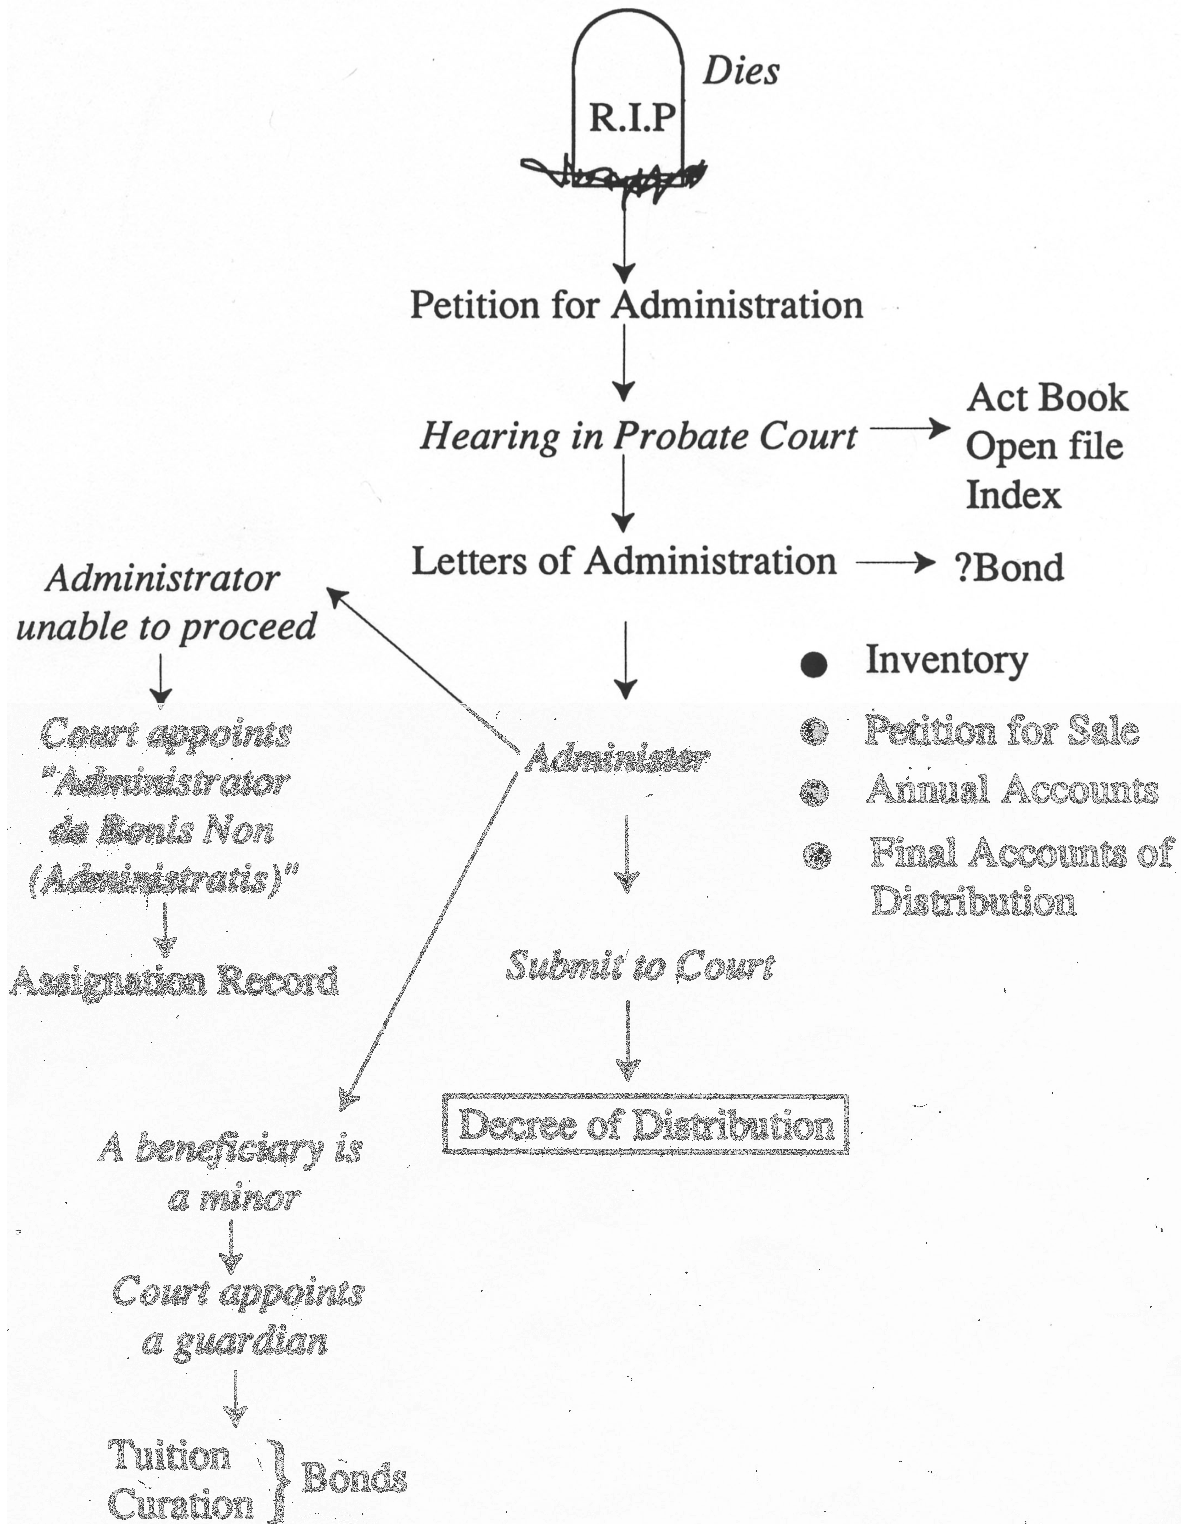 Dies
R.I.P
Petition for Administration
Hearing in Probate Court
Act Book
Open file
Index
Letters of Administration
?Bond
Administrator
unable to proceed
Inventory
Petition for Sale
Annual Accounts
Final Accounts of
Distribution
Court appoints
"Administrator
de Bonis Non
(Administratis)"
Assignation Record
Administer
Submit to Court
Decree of Distribution
A beneficiary is
a minor
Court appoints
a guardian
Tuition
Curation
Bonds